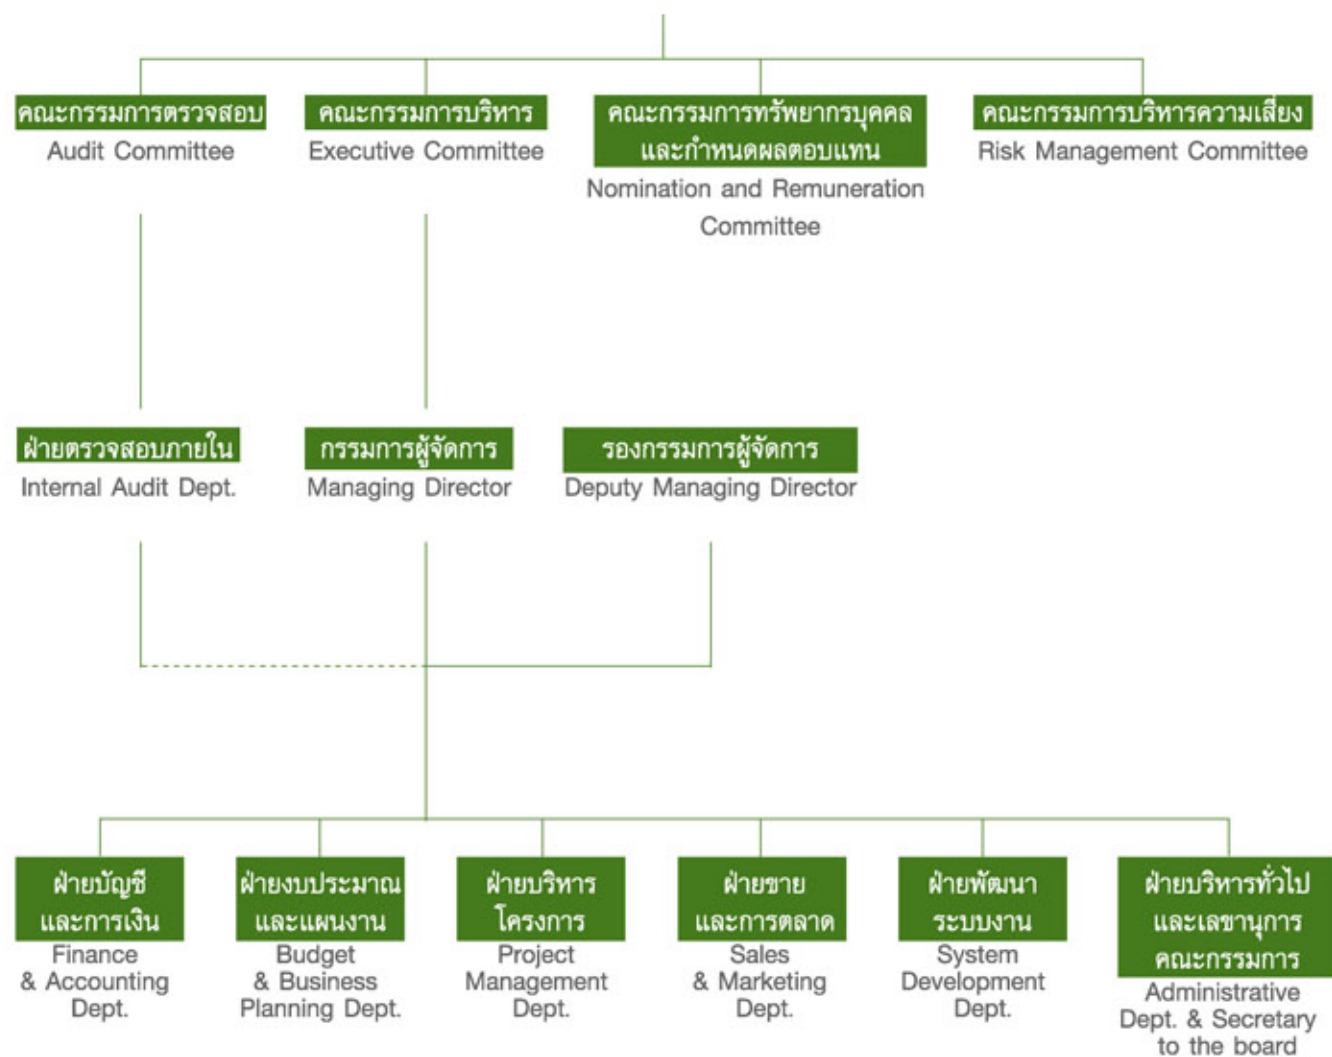 คณะกรรมการตรวจสอบ
Audit Committee
คณะกรรมการบริหาร
Executive Committee
คณะกรรมการทรัพยากรบุคคล
และกำหนดผลตอบแทน
Nomination and Remuneration
Committee
คณะกรรมการบริหารความเสี่ยง
Risk Management Committee
ฝ่ายตรวจสอบภายใน
Internal Audit Dept.
กรรมการผู้จัดการ
Managing Director
รองกรรมการผู้จัดการ
Deputy Managing Director
ฝ่ายบัญชี
และการเงิน
Finance
& Accounting
Dept.
ฝ่ายงบประมาณ
และแผนงาน
Budget
& Business
Planning Dept.
ฝ่ายบริหาร
โครงการ
Project
Management
Dept.
ฝ่ายขาย
และการตลาด
Sales
& Marketing
Dept.
ฝ่ายพัฒนา
ระบบงาน
System
Development
Dept.
ฝ่ายบริหารทั่วไป
และเลขานุการ
คณะกรรมการ
Administrative
Dept. & Secretary
to the board